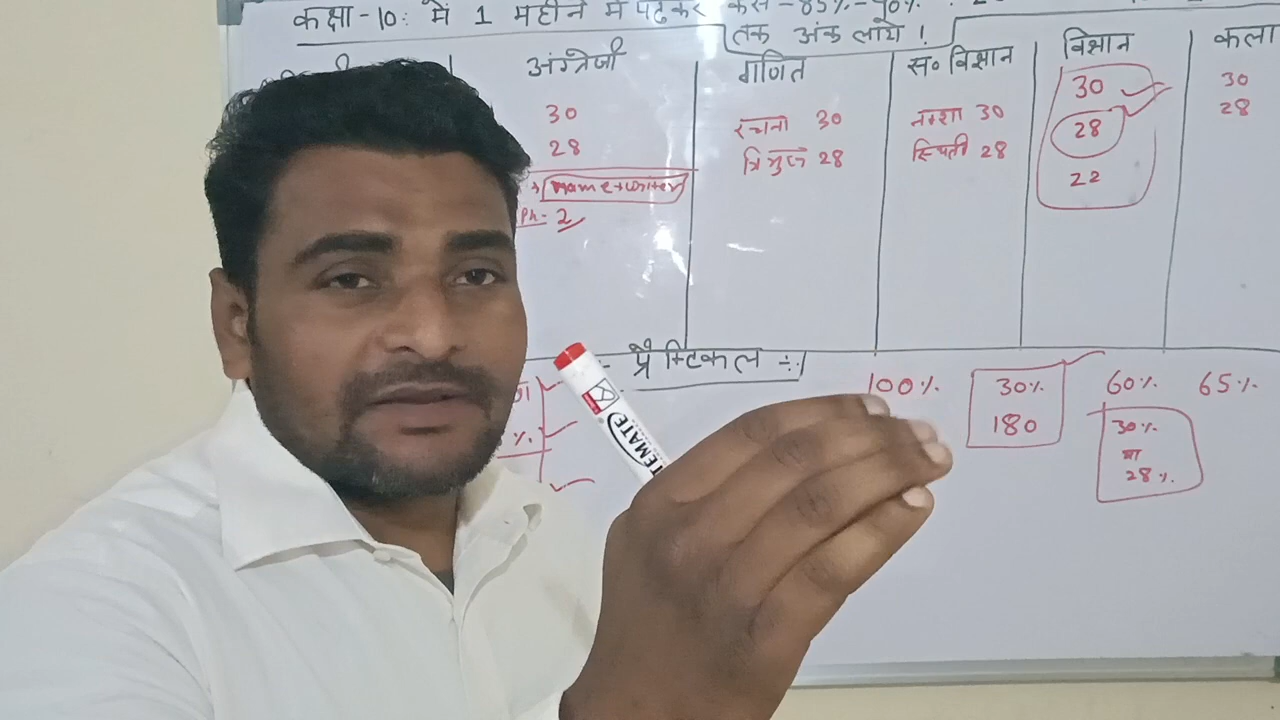 कक्षा - 10: में 1 महीने में पढ़कर कैसे - 85% - 90%
तक अंक लाये !
अंग्रेजी
30
28
Ph - 2
गणित
रचना 30
त्रिभुज 28
स० विज्ञान
नक्शा 30
28
विज्ञान
30
28
22
कला
30
28
प्रैक्टिकल
%
100%
30%
180
60%
30%
या
28%
65%
TEMATE